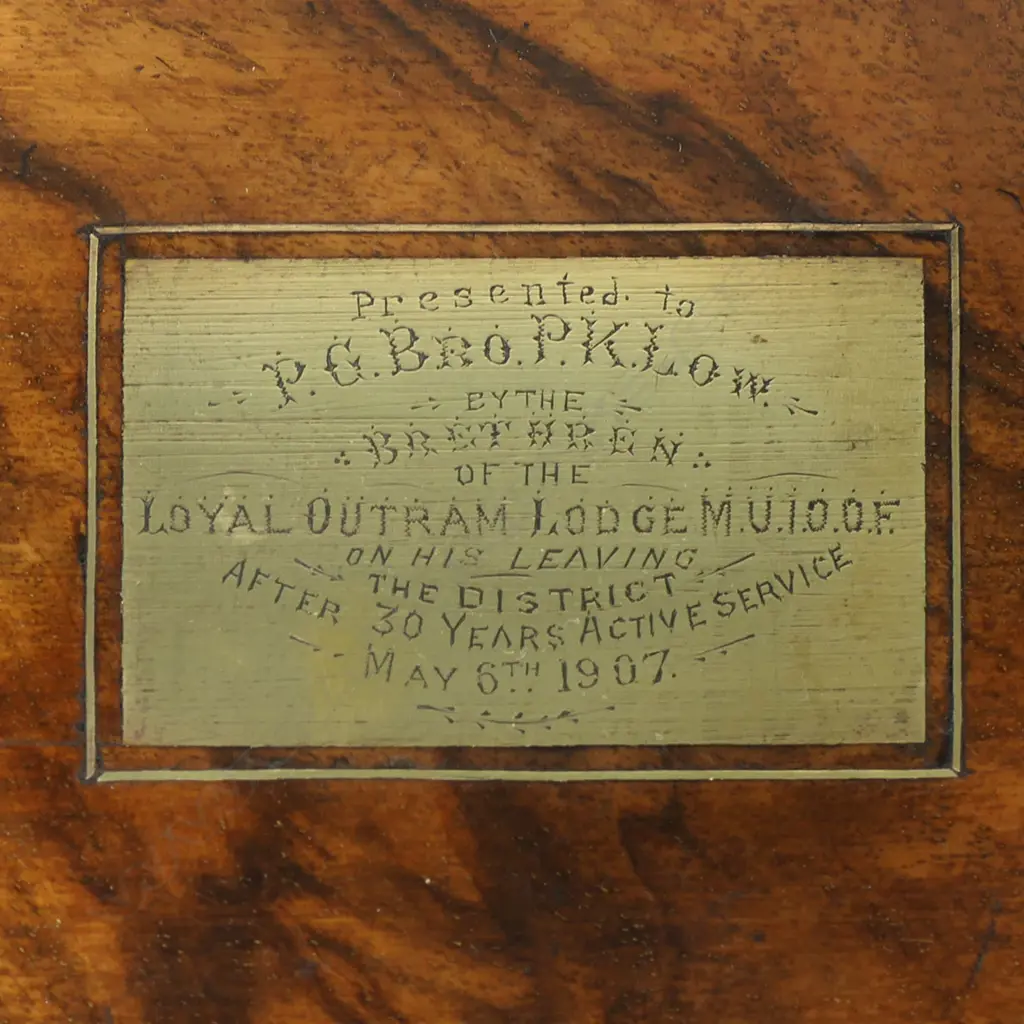 Presented. to
P.G. Bro. P.K. Low.
BY THE
BRETHREN.
OF THE
LOYAL OUTRAM LODGE M.U.I.O.O.F.
ON HIS LEAVING
THE DISTRICT
AFTER 30 YEARS ACTIVE SERVICE
MAY 6TH. 1907.